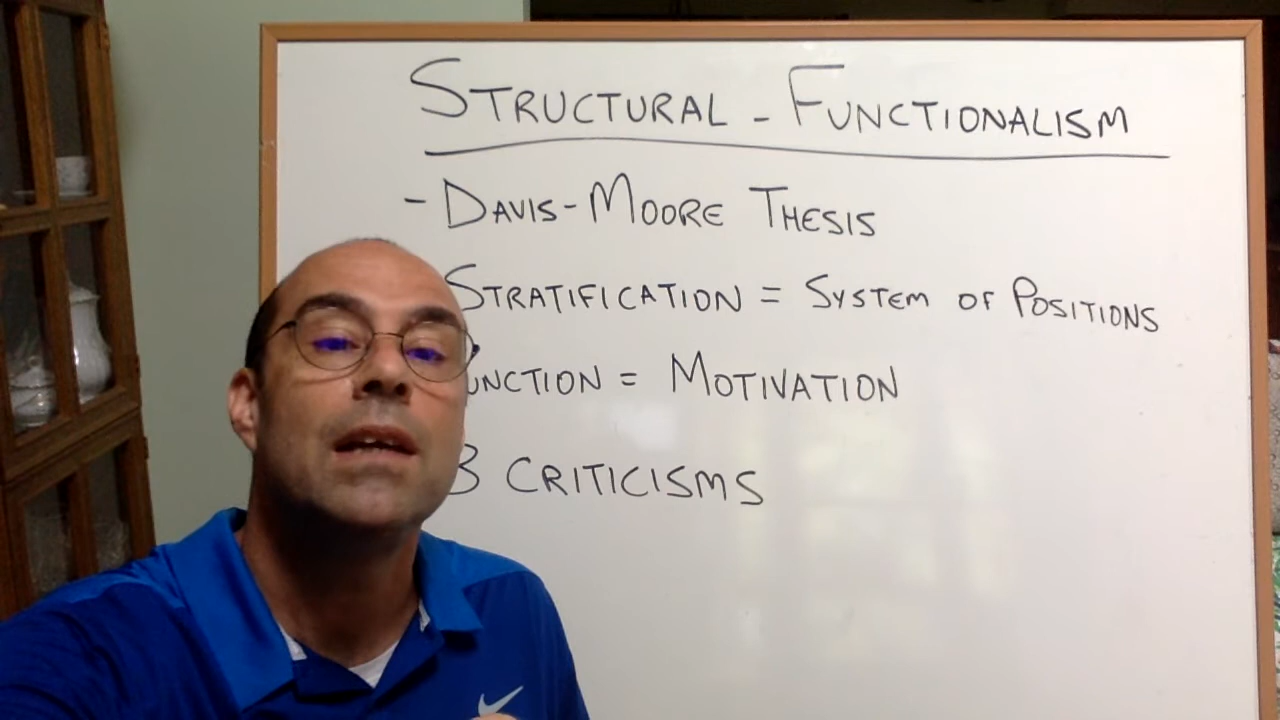 STRUCTURAL - FUNCTIONALISM
- DAVIS-MOORE THESIS
STRATIFICATION = SYSTEM OF POSITIONS
UNCTION = MOTIVATION
3 CRITICISMS